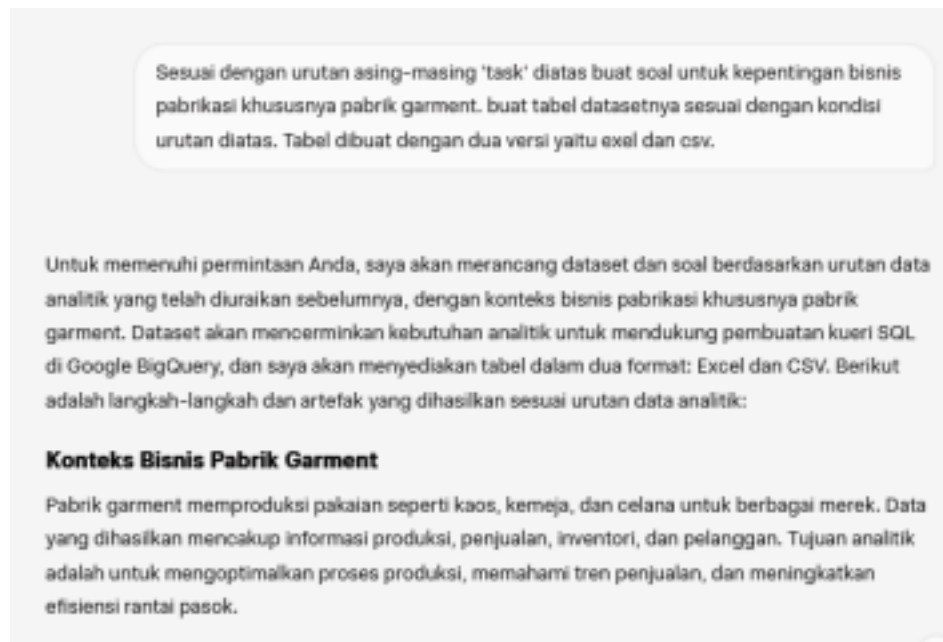 Sesuai dengan urutan asing-masing 'task' diatas buat soal untuk kepentingan bisnis
pabrikasi khususnya pabrik garment. buat tabel datasetnya sesuai dengan kondisi
urutan diatas. Tabel dibuat dengan dua versi yaitu exel dan csv.
Untuk memenuhi permintaan Anda, saya akan merancang dataset dan soal berdasarkan urutan data
analitik yang telah diuraikan sebelumnya, dengan konteks bisnis pabrikasi khususnya pabrik
garment. Dataset akan mencerminkan kebutuhan analitik untuk mendukung pembuatan kueri SQL
di Google BigQuery, dan saya akan menyediakan tabel dalam dua format: Excel dan CSV. Berikut
adalah langkah-langkah dan artefak yang dihasilkan sesuai urutan data analitik:
Konteks Bisnis Pabrik Garment
Pabrik garment memproduksi pakaian seperti kaos, kemeja, dan celana untuk berbagai merek. Data
yang dihasilkan mencakup informasi produksi, penjualan, inventori, dan pelanggan. Tujuan analitik
adalah untuk mengoptimalkan proses produksi, memahami tren penjualan, dan meningkatkan
efisiensi rantai pasok.